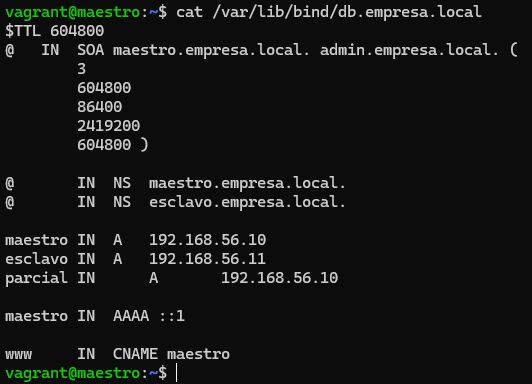 vagrant@maestro:~$ cat /var/lib/bind/db.empresa.local
$TTL 604800
@   IN  SOA maestro.empresa.local. admin.empresa.local. (
        3
        604800
        86400
        2419200
        604800 )

@       IN  NS  maestro.empresa.local.
@       IN  NS  esclavo.empresa.local.

maestro IN  A   192.168.56.10
esclavo IN  A   192.168.56.11
parcial IN      A       192.168.56.10

maestro IN  AAAA ::1

www     IN  CNAME maestro
vagrant@maestro:~$